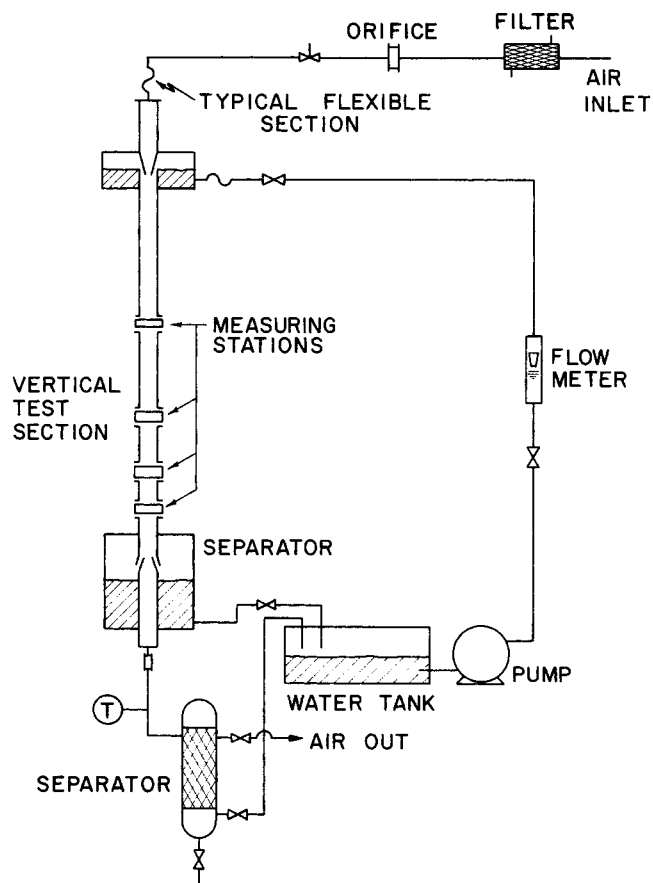 ORIFICE
FILTER
AIR
INLET
TYPICAL FLEXIBLE
SECTION
MEASURING
STATIONS
FLOW
METER
VERTICAL
TEST
SECTION
SEPARATOR
PUMP
WATER TANK
T
AIR OUT
SEPARATOR